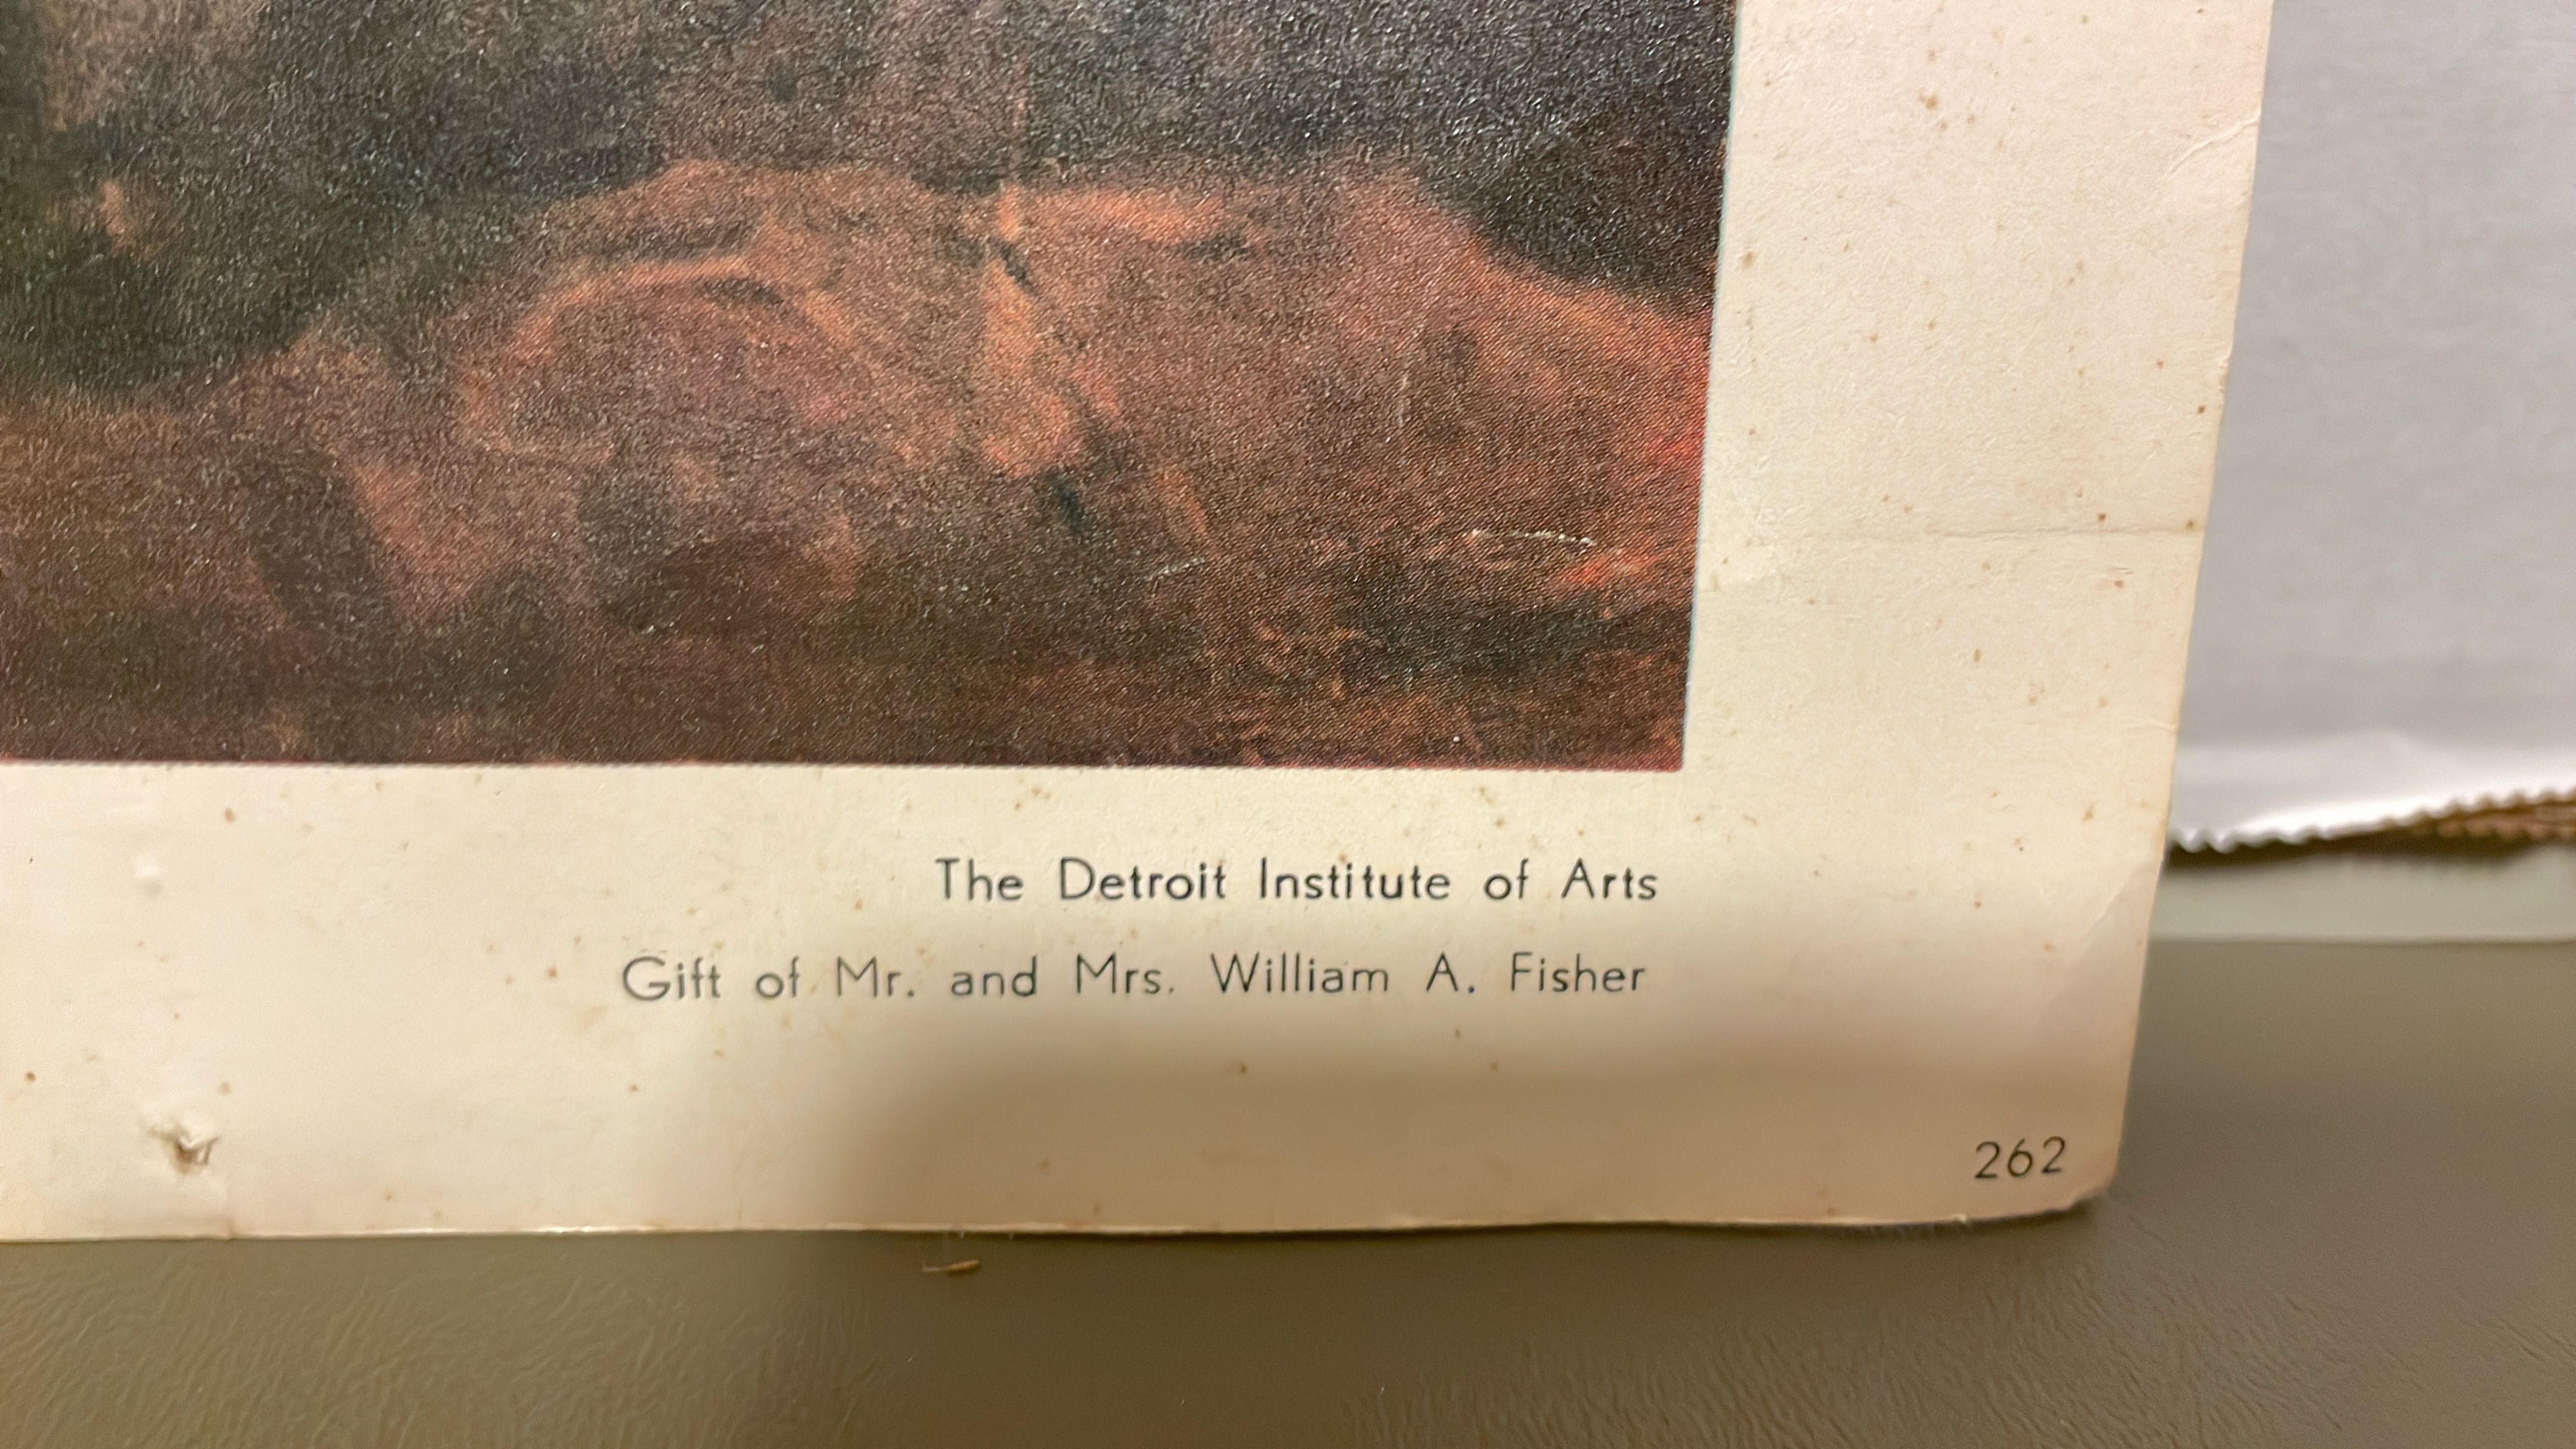 The Detroit Institute of Arts
Gift of Mr. and Mrs. William A. Fisher
262